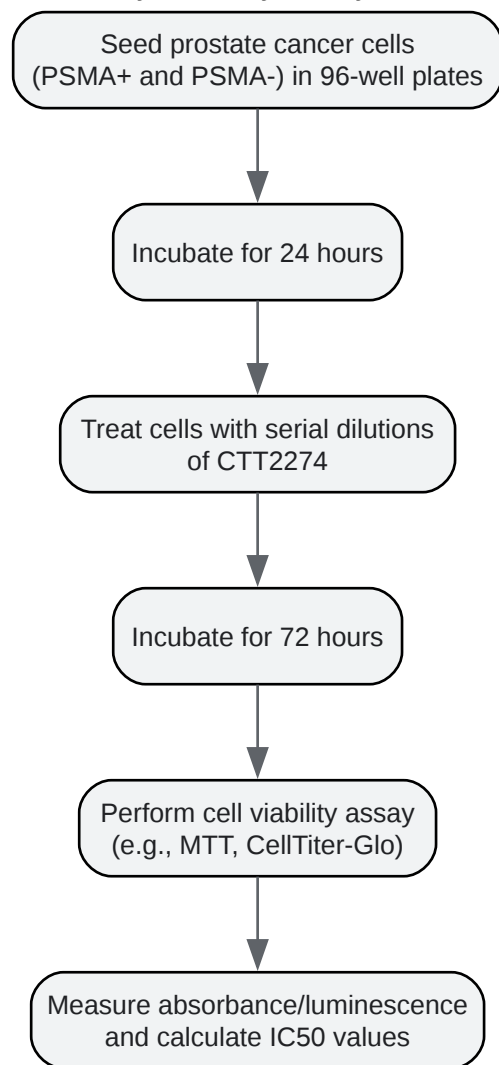 Seed prostate cancer cells
(PSMA+ and PSMA-) in 96-well plates
Incubate for 24 hours
Treat cells with serial dilutions
of CTT2274
Incubate for 72 hours
Perform cell viability assay
(e.g., MTT, CellTiter-Glo)
Measure absorbance/luminescence
and calculate IC50 values